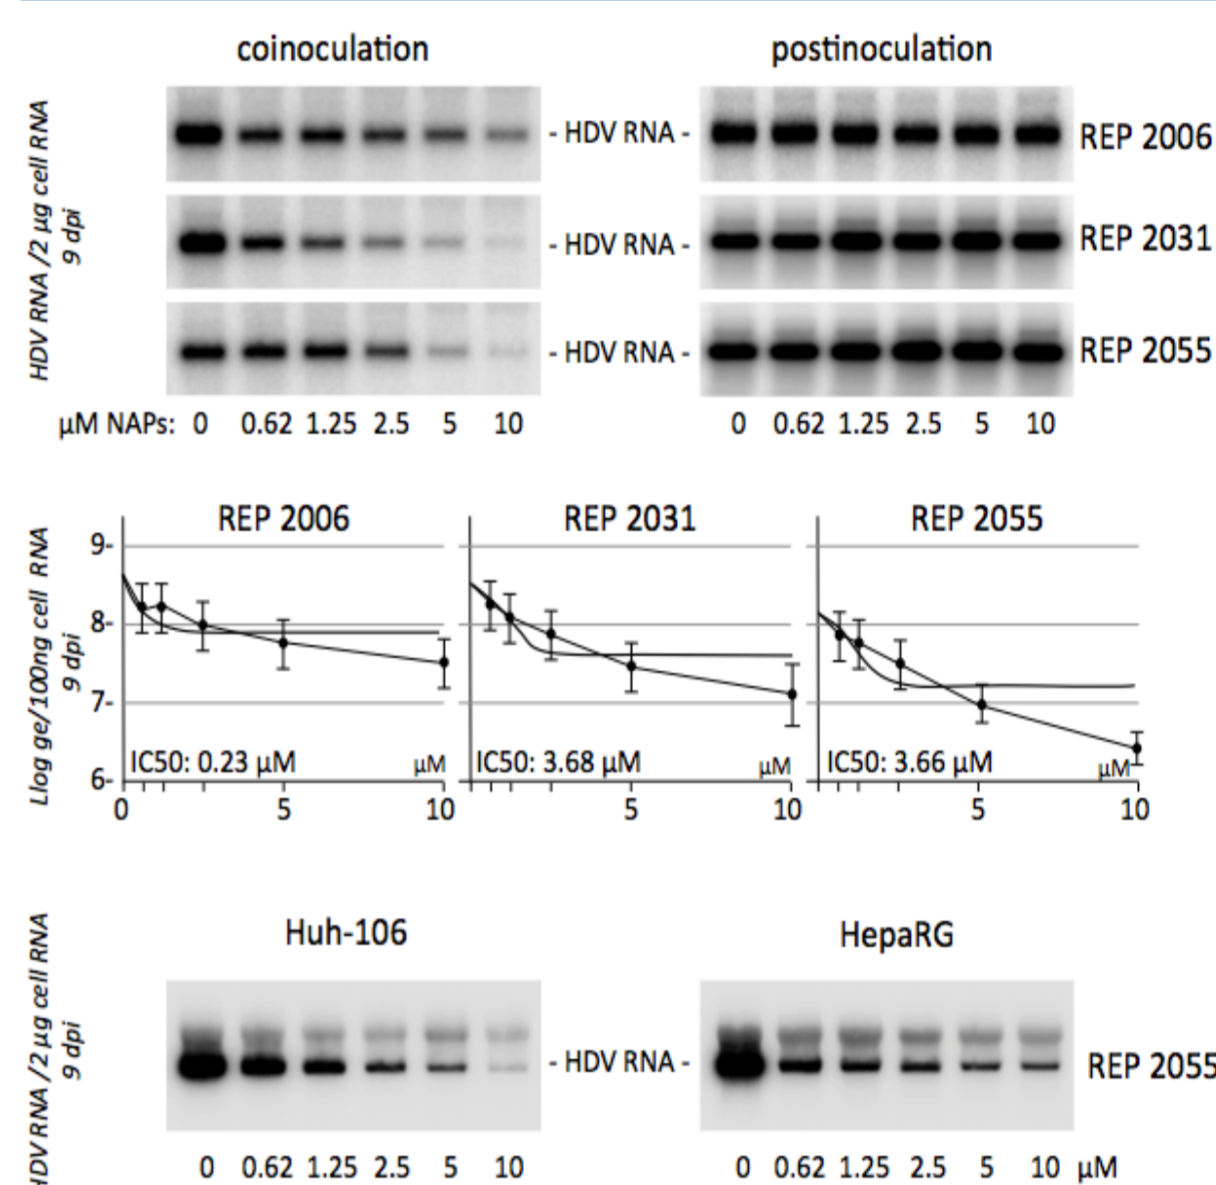 coinoculation postinoculation
HDV RNA /2 µg cell RNA
9 dpi
- HDV RNA - REP 2006
- HDV RNA - REP 2031
- HDV RNA - REP 2055
µM NAPs: 0 0.62 1.25 2.5 5 10 0 0.62 1.25 2.5 5 10
REP 2006 REP 2031 REP 2055
Llog ge/100ng cell RNA
9 dpi
9-
8-
7-
6-
IC50: 0.23 µM µM IC50: 3.68 µM µM IC50: 3.66 µM µM
0 5 10 5 10 5 10
Huh-106 HepaRG
HDV RNA /2 µg cell RNA
9 dpi
- HDV RNA - REP 2055
0 0.62 1.25 2.5 5 10 0 0.62 1.25 2.5 5 10 µM